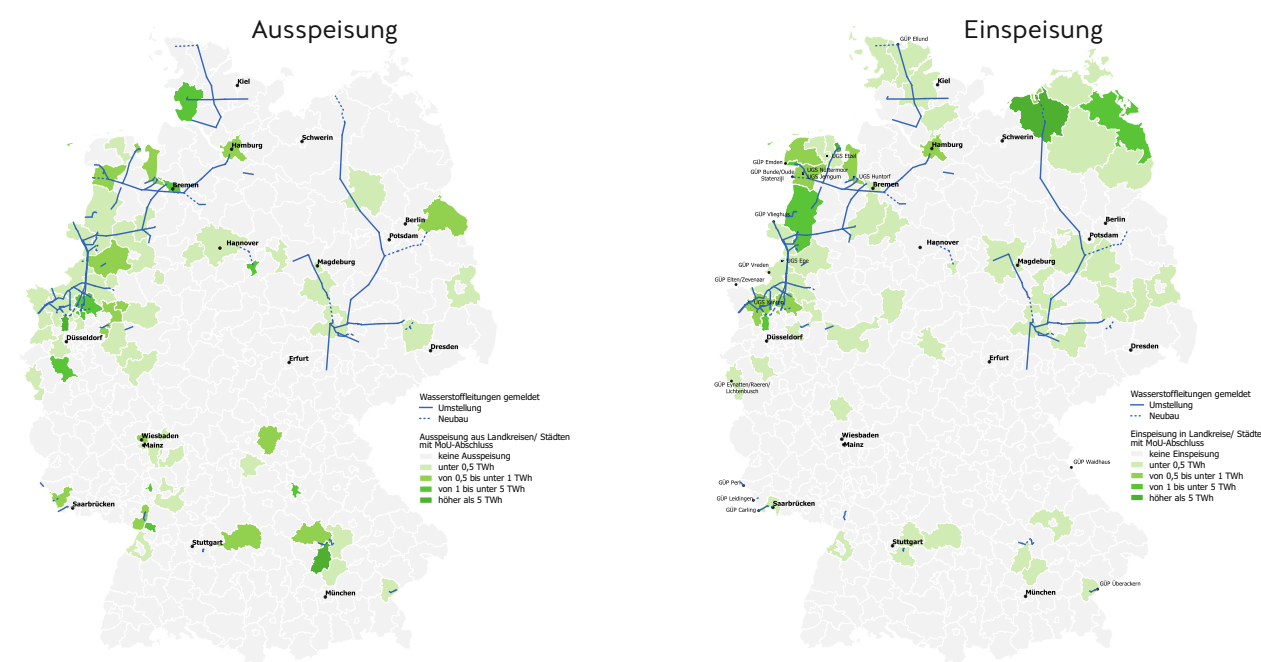 Ausspeisung
Kiel
Schwerin
Hamburg
Bremen
Berlin
Potsdam
Hannover
Magdeburg
Düsseldorf
Dresden
Erfurt
Wiesbaden
Mainz
Saarbrücken
Stuttgart
München
Wasserstoffleitungen gemeldet
Umstellung
Neubau
Ausspeisung aus Landkreisen/ Städten
mit MoU-Abschluss
keine Ausspeisung
unter 0,5 TWh
von 0,5 bis unter 1 TWh
von 1 bis unter 5 TWh
höher als 5 TWh
Einspeisung
GÜP Ellund
Kiel
Schwerin
Hamburg
UGS Etzel
GÜP Emden
UGS Nüttermoor
GÜP Bunde/Oude
Statenzijl
UGS Jemgum
UGS Huntorf
Bremen
GÜP Vlieghuis
Berlin
Potsdam
Hannover
UGS Epe
GÜP Vreden
Magdeburg
GÜP Elten/Zevenaar
UGS Xanten
Düsseldorf
Dresden
Erfurt
GÜP Eynatten/Raeren/
Lichtenbusch
Wiesbaden
Mainz
GÜP Waidhaus
GÜP Perl
GÜP Leidingen
Saarbrücken
GÜP Carling
Stuttgart
GÜP Überackern
München
Wasserstoffleitungen gemeldet
Umstellung
Neubau
Einspeisung in Landkreise/ Städte
mit MoU-Abschluss
keine Einspeisung
unter 0,5 TWh
von 0,5 bis unter 1 TWh
von 1 bis unter 5 TWh
höher als 5 TWh